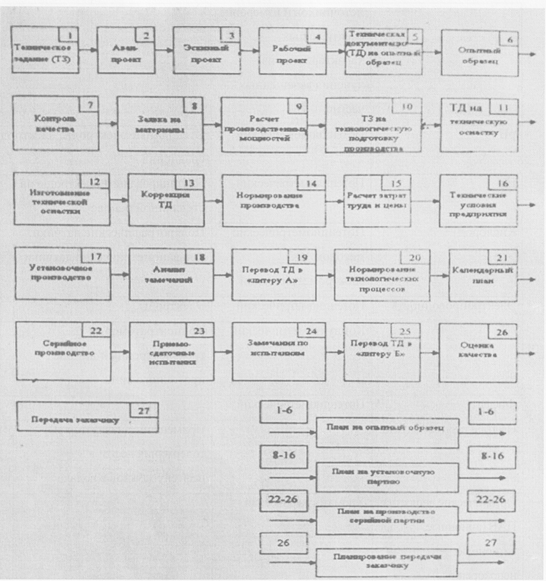 1
Техническое
задание (ТЗ)
2
Аван-
проект
3
Эскизный
проект
4
Рабочий
проект
5
Техническая
документация
(ТД) на опытный
образец
6
Опытный
образец
7
Контроль
качества
8
Заявка на
материалы
9
Расчет
производственных
мощностей
10
ТЗ на
технологическую
подготовку
производства
11
ТД на
техническую
оснастку
12
Изготовление
технической
оснастки
13
Коррекция
ТД
14
Нормирование
производства
15
Расчет затрат
труда и цены
16
Технические
условия
предприятия
17
Установочное
производство
18
Анализ
замечаний
19
Перевод ТД в
«литеру А»
20
Нормирование
технологических
процессов
21
Календарный
план
22
Серийное
производство
23
Приемо-
сдаточные
испытания
24
Замечания по
испытаниям
25
Перевод ТД в
«литеру Б»
26
Оценка
качества
27
Передача заказчику
1-6
План на опытный образец
1-6
8-16
План на установочную
партию
8-16
22-26
План на производство
серийной партии
22-26
26
Планирование передачи
заказчику
27